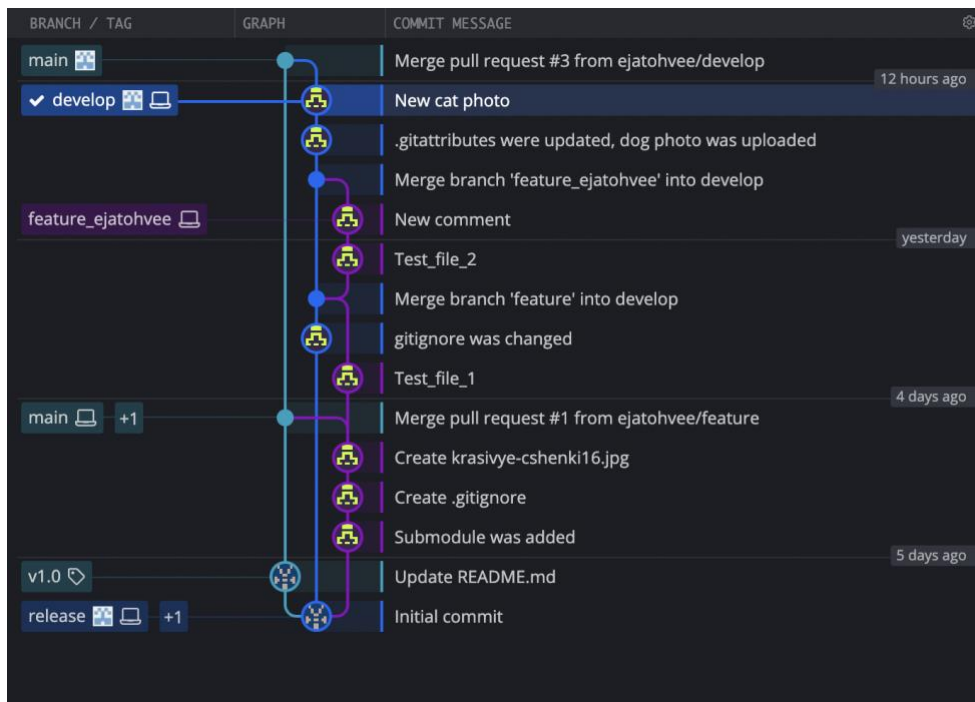 BRANCH / TAG GRAPH COMMIT MESSAGE
main Merge pull request #3 from ejatohvee/develop
12 hours ago
develop New cat photo
.gitattributes were updated, dog photo was uploaded
Merge branch 'feature_ejatohvee' into develop
feature_ejatohvee New comment
yesterday
Test_file_2
Merge branch 'feature' into develop
gitignore was changed
Test_file_1
4 days ago
main +1 Merge pull request #1 from ejatohvee/feature
Create krasivye-cshenki16.jpg
Create .gitignore
Submodule was added
5 days ago
v1.0 Update README.md
release +1 Initial commit